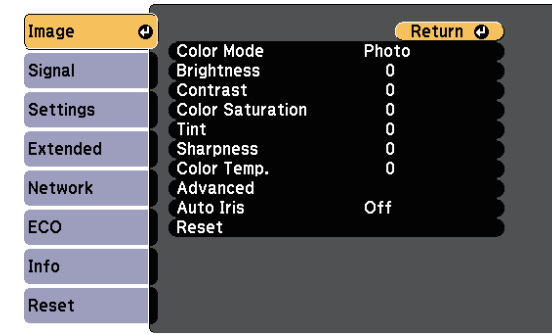 Image
Signal
Settings
Extended
Network
ECO
Info
Reset
Return
Color Mode Photo
Brightness 0
Contrast 0
Color Saturation 0
Tint 0
Sharpness 0
Color Temp. 0
Advanced
Auto Iris Off
Reset